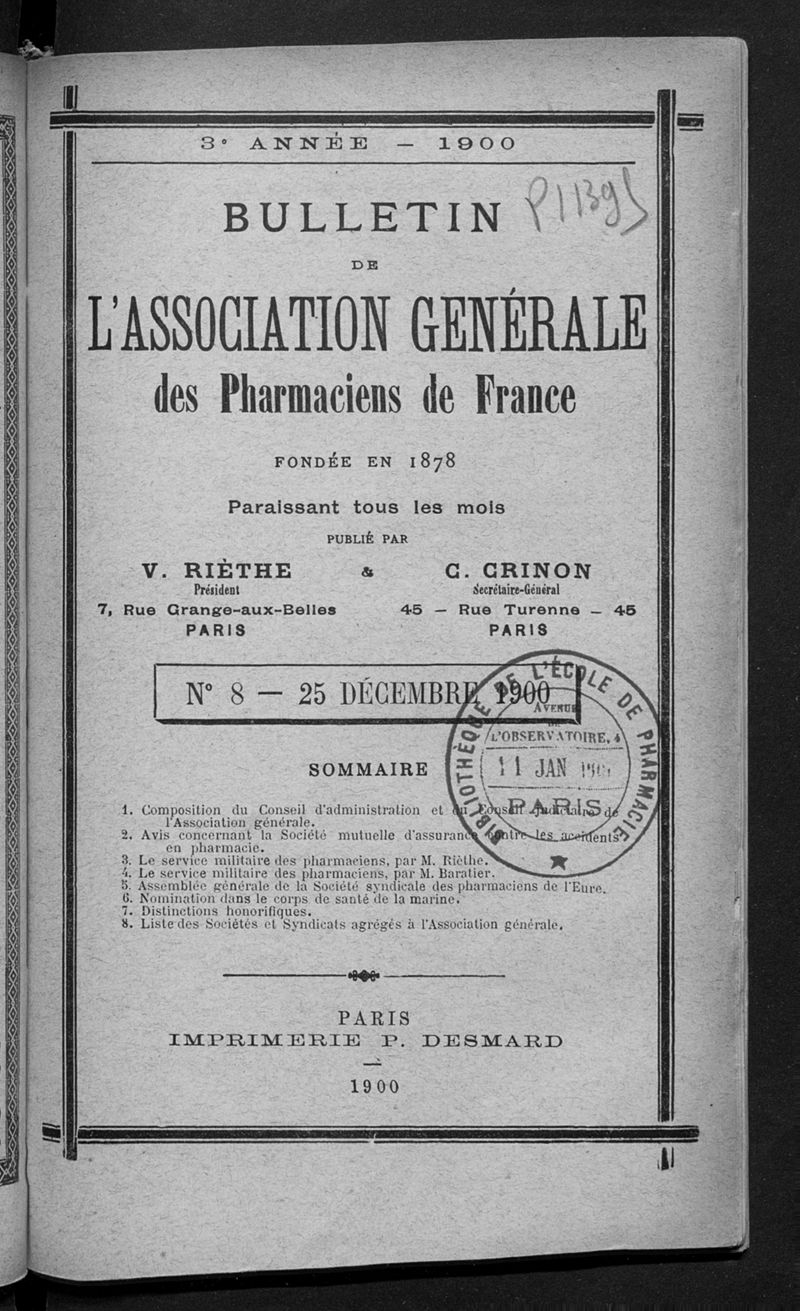 3e ANNÉE — 1900
P 11395
BULLETIN
DE
L'ASSOCIATION GENÉRALE
des Pharmaciens de France
FONDÉE EN 1878
Paraissant tous les mois
PUBLIÉ PAR
V. RIÈTHE & C. CRINON
Président Secrétaire-Général
7, Rue Grange-aux-Belles 45 — Rue Turenne — 45
PARIS PARIS
N° 8 — 25 DÉCEMBRE 1900
BIBLIOTHÈQUE DE L'ÉCOLE DE PHARMACIE
AVENUE
DE
L'OBSERVATOIRE, 4
11 JAN
PARIS
SOMMAIRE
1. Composition du Conseil d'administration et du Conseil judiciaire de
l'Association générale.
2. Avis concernant la Société mutuelle d'assurance contre les accidents
en pharmacie.
3. Le service militaire des pharmaciens, par M. Rièthe.
4. Le service militaire des pharmaciens, par M. Baratier.
5. Assemblée générale de la Société syndicale des pharmaciens de l'Eure.
6. Nomination dans le corps de santé de la marine.
7. Distinctions honorifiques.
8. Liste des Sociétés et Syndicats agrégés à l'Association générale.
PARIS
IMPRIMERIE P. DESMARD
1900